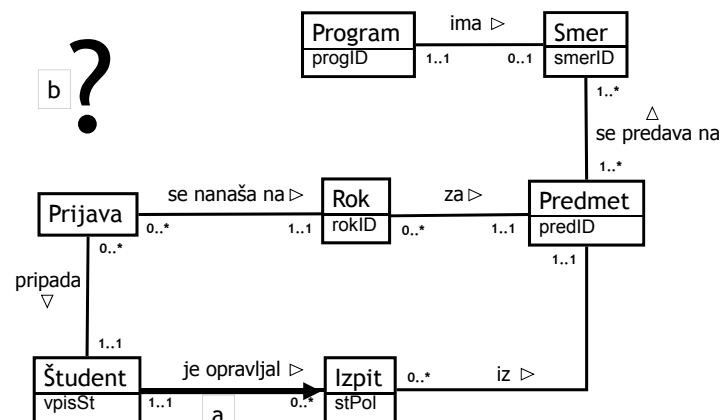 Program
progID
ima ▷
1..1
0..1
Smer
smerID
b
?
1..*
△
se predava na
1..*
Prijava
se nanaša na ▷
0..*
1..1
Rok
rokID
za ▷
0..*
1..1
Predmet
predID
0..*
1..1
pripada
▽
1..1
Študent
vpisSt
je opravljal ▷
1..1
0..*
a
Izpit
stPol
0..*
iz ▷